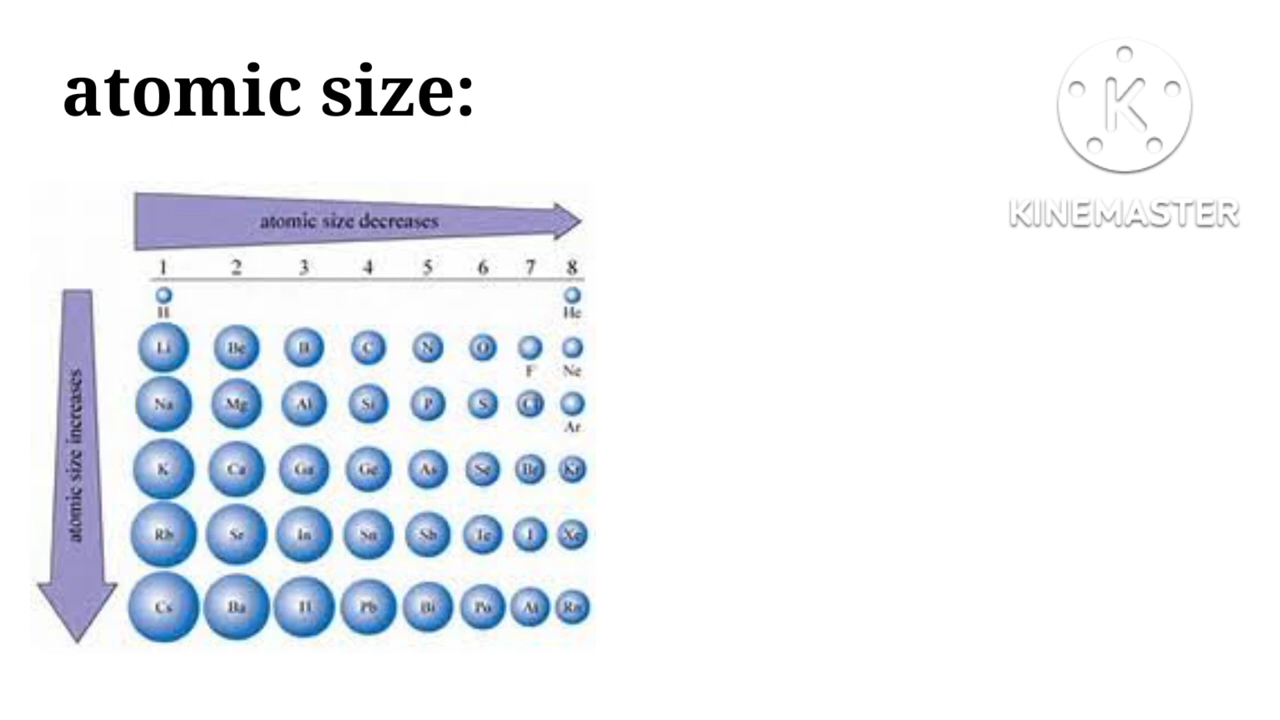 atomic size:
KINEMASTER
atomic size decreases
1 2 3 4 5 6 7 8
H He
Li Be B C N O F Ne
Na Mg Al Si P S Cl Ar
K Ca Ga Ge As Se Br Kr
Rb Sr In Sn Sb Te I Xe
Cs Ba Tl Pb Bi Po At Rn
atomic size increases